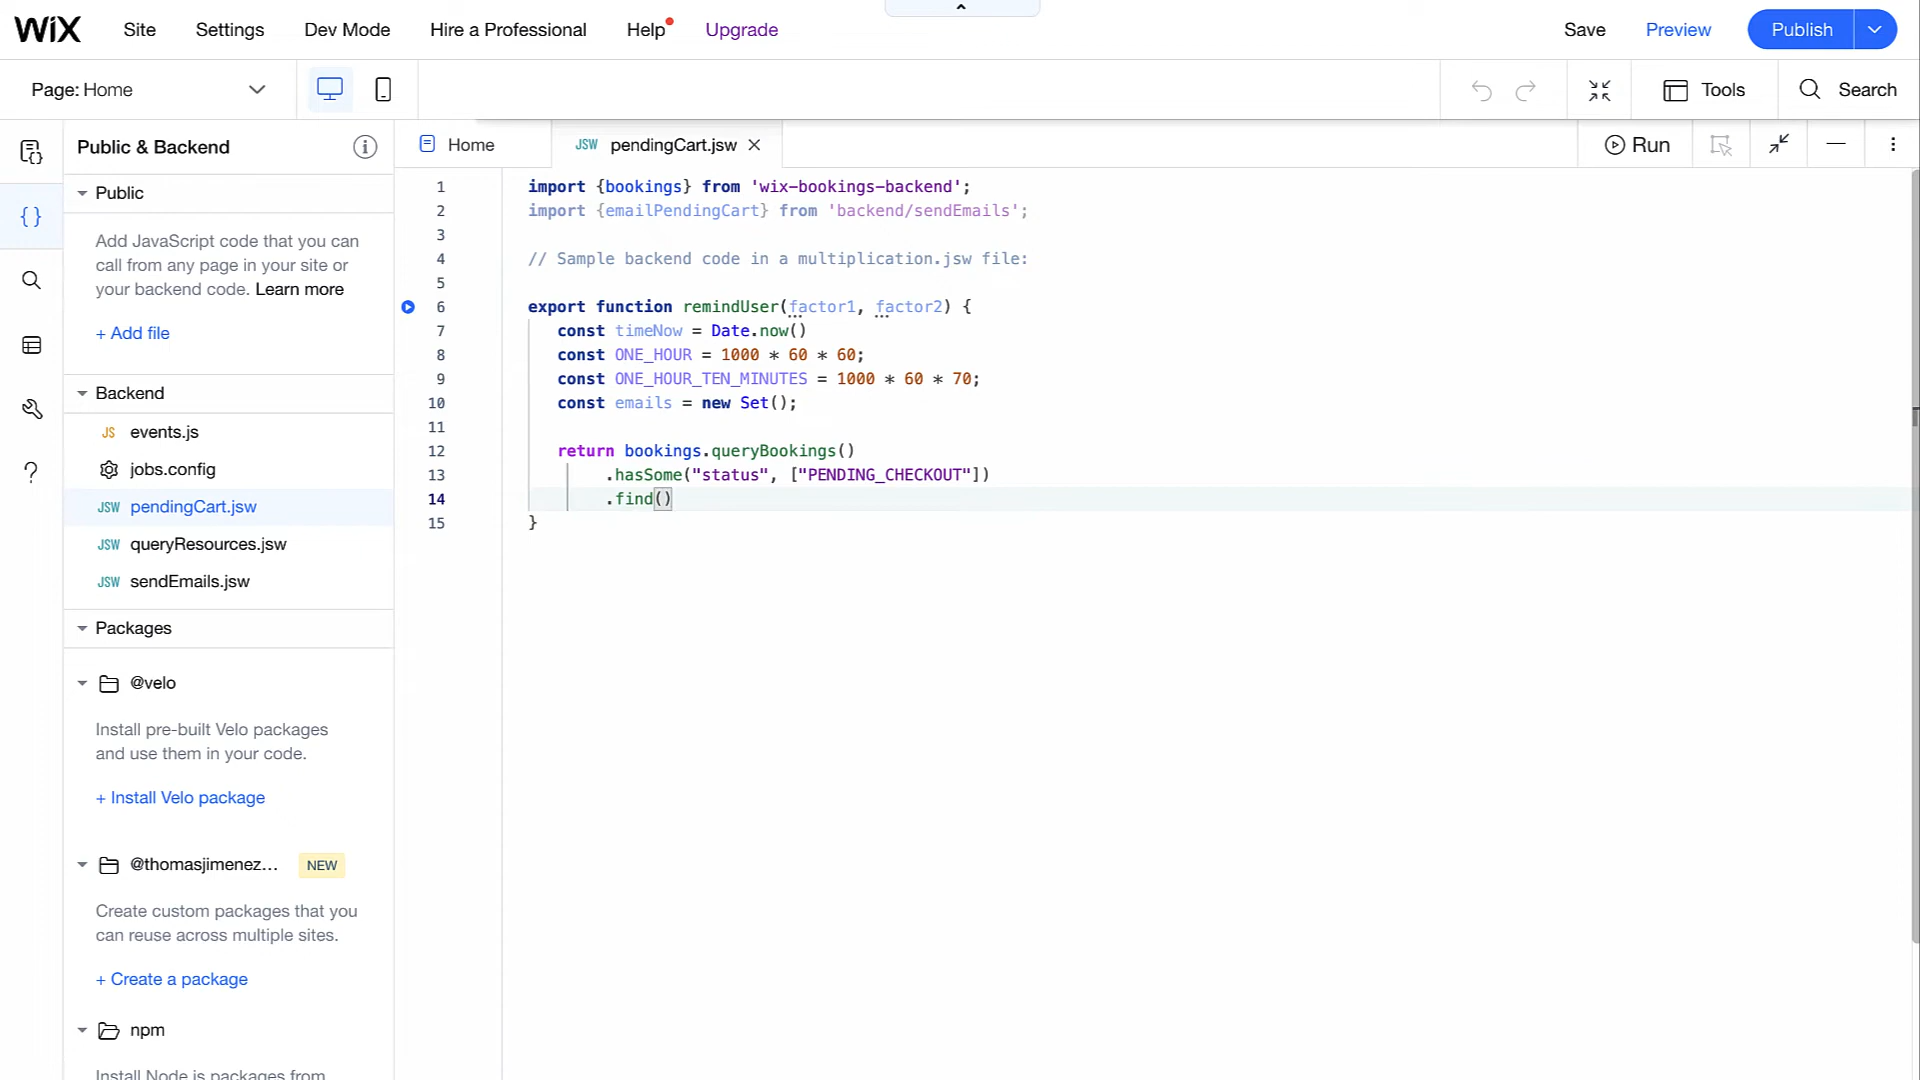 WiX
Site
Settings
Dev Mode
Hire a Professional
Help
Upgrade
Save
Preview
Publish
Page: Home
Tools
Search
Public & Backend
Home
JSW pendingCart.jsw
Run
Public
Add JavaScript code that you can
call from any page in your site or
your backend code. Learn more
+ Add file
Backend
JS events.js
jobs.config
JSW pendingCart.jsw
JSW queryResources.jsw
JSW sendEmails.jsw
Packages
@velo
Install pre-built Velo packages
and use them in your code.
+ Install Velo package
@thomasjimenez... NEW
Create custom packages that you
can reuse across multiple sites.
+ Create a package
npm
Install Node.js packages from
1 import {bookings} from 'wix-bookings-backend';
2 import {emailPendingCart} from 'backend/sendEmails';
3
4 // Sample backend code in a multiplication.jsw file:
5
6 export function remindUser(factor1, factor2) {
7 const timeNow = Date.now()
8 const ONE_HOUR = 1000 * 60 * 60;
9 const ONE_HOUR_TEN_MINUTES = 1000 * 60 * 70;
10 const emails = new Set();
11
12 return bookings.queryBookings()
13 .hasSome("status", ["PENDING_CHECKOUT"])
14 .find()
15 }